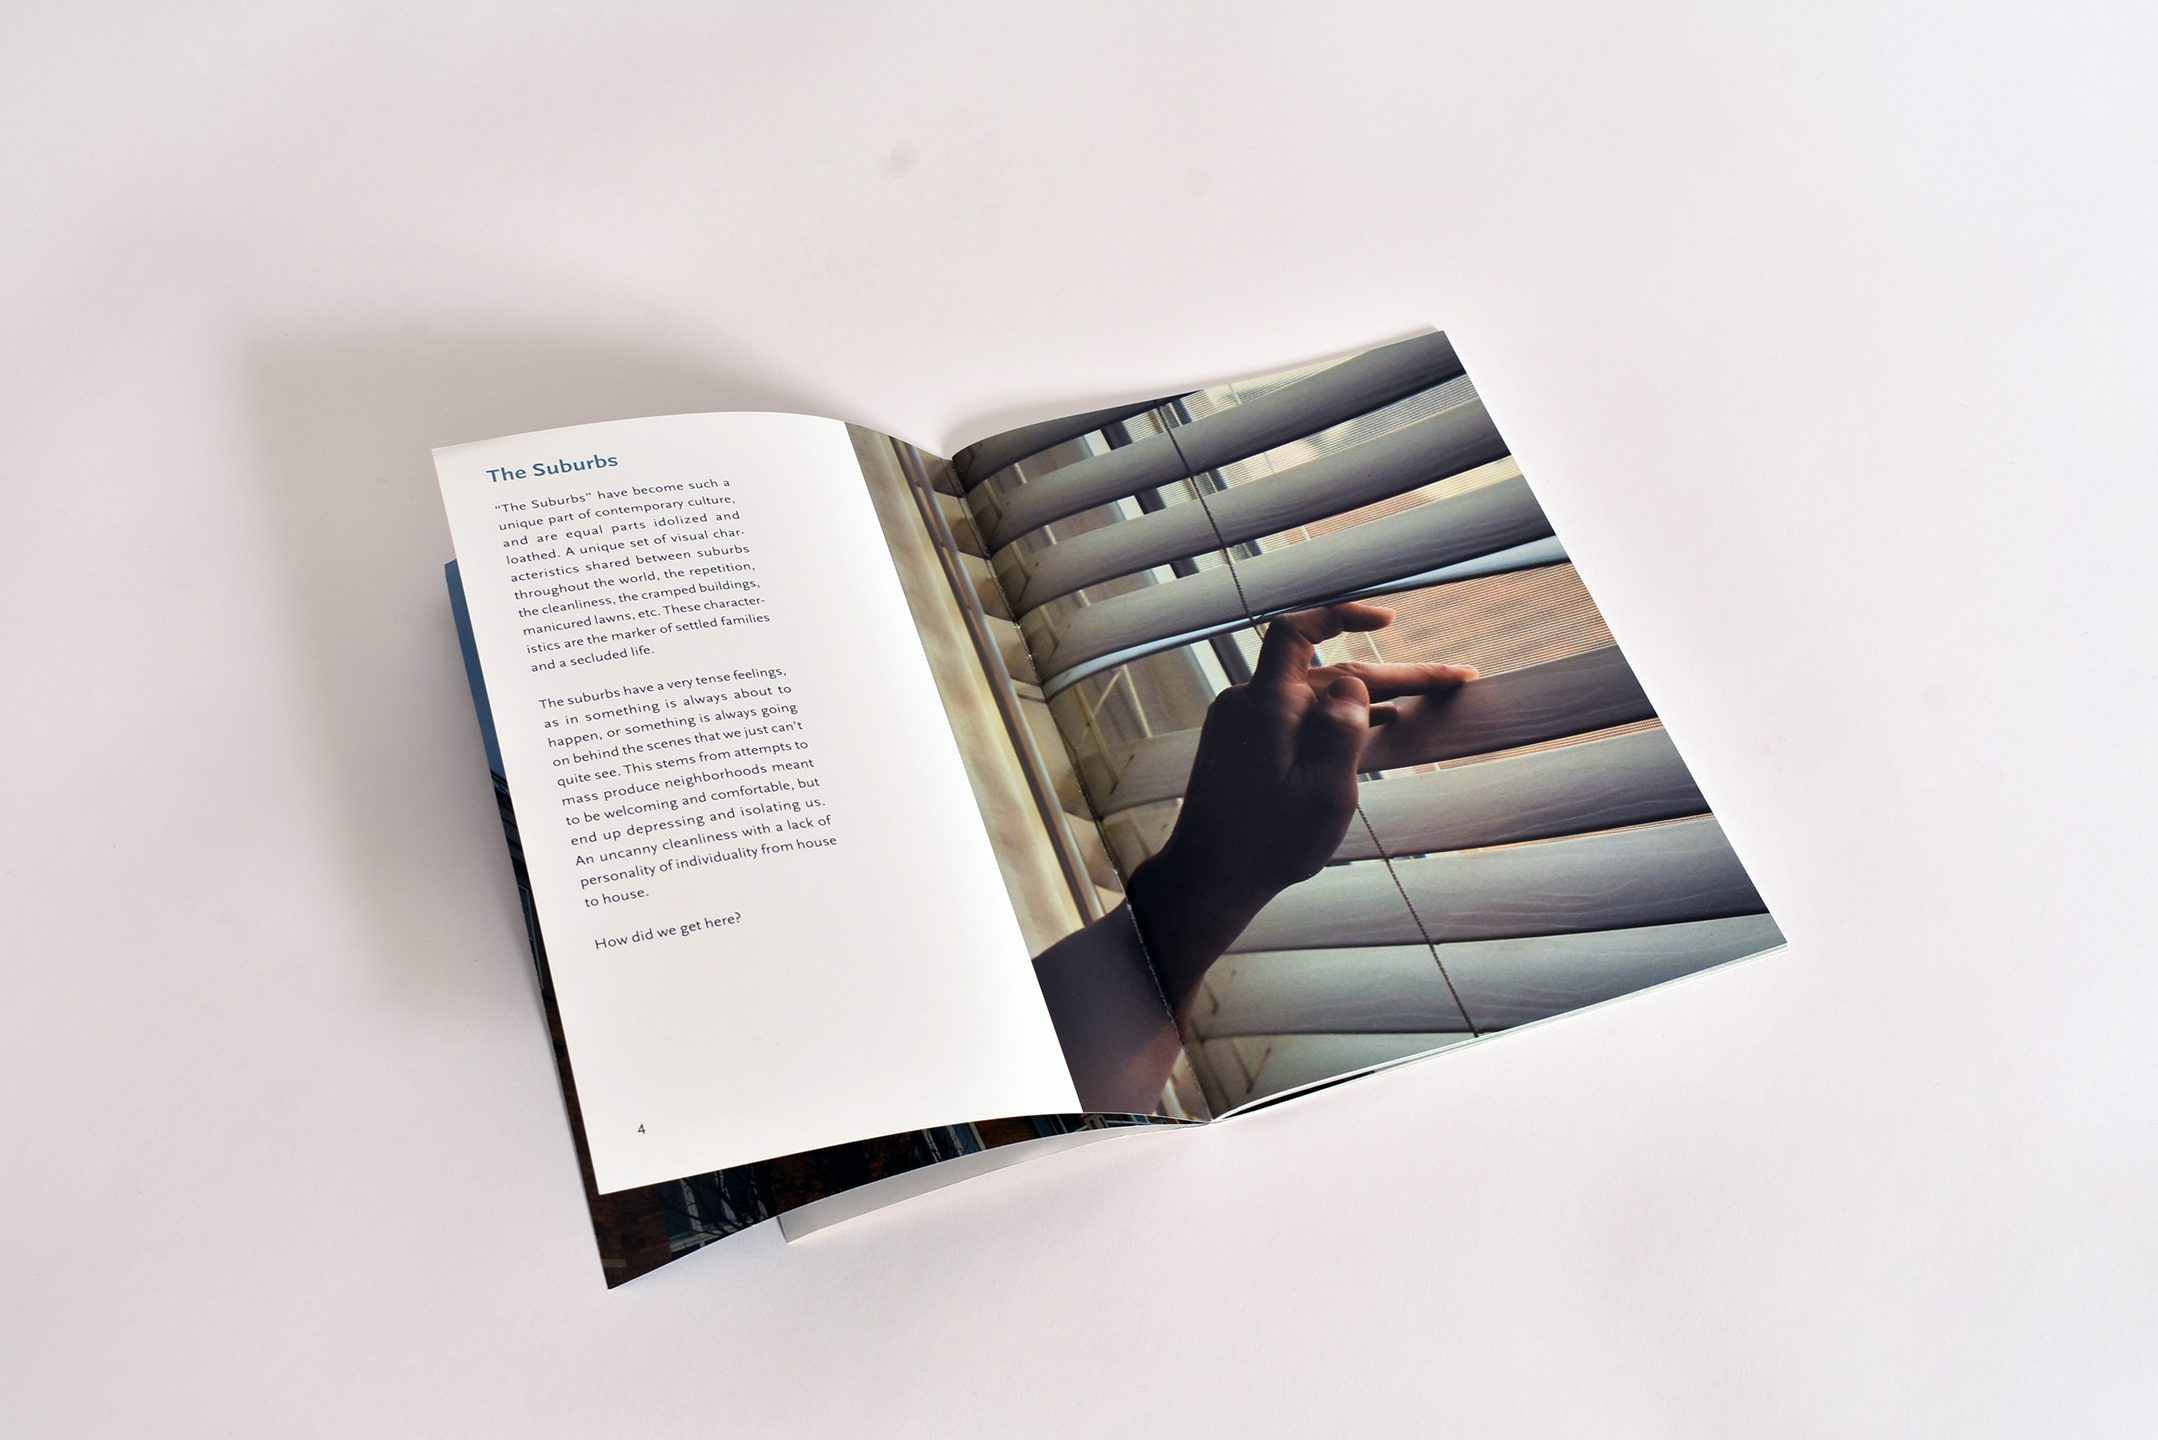 The Suburbs
“The Suburbs” have become such a
unique part of contemporary culture,
and are equal parts idolized and
loathed. A unique set of visual char-
acteristics shared between suburbs
throughout the world, the repetition,
the cleanliness, the cramped buildings,
manicured lawns, etc. These character-
istics are the marker of settled families
and a secluded life.
The suburbs have a very tense feelings,
as in something is always about to
happen, or something is always going
on behind the scenes that we just can’t
quite see. This stems from attempts to
mass produce neighborhoods meant
to be welcoming and comfortable, but
end up depressing and isolating us.
An uncanny cleanliness with a lack of
personality of individuality from house
to house.
How did we get here?
4